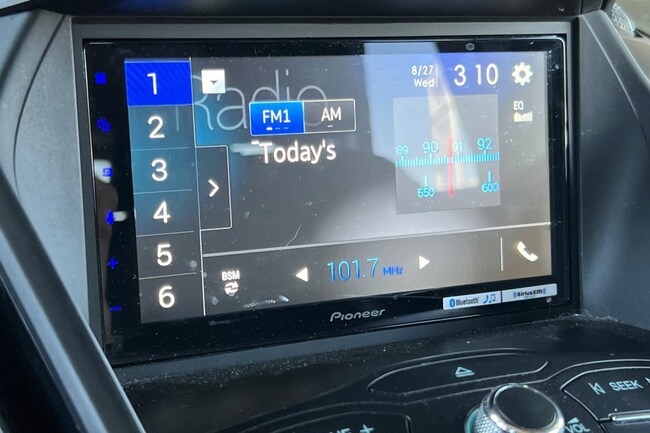 1
2
3
4
5
6
Radio
FM1
AM
Today's
8/27
Wed
3 10
EQ
89 90 91 92
550 600
BSM
101.7 MHz
Pioneer
Bluetooth
SiriusXM
SEEK
VOL